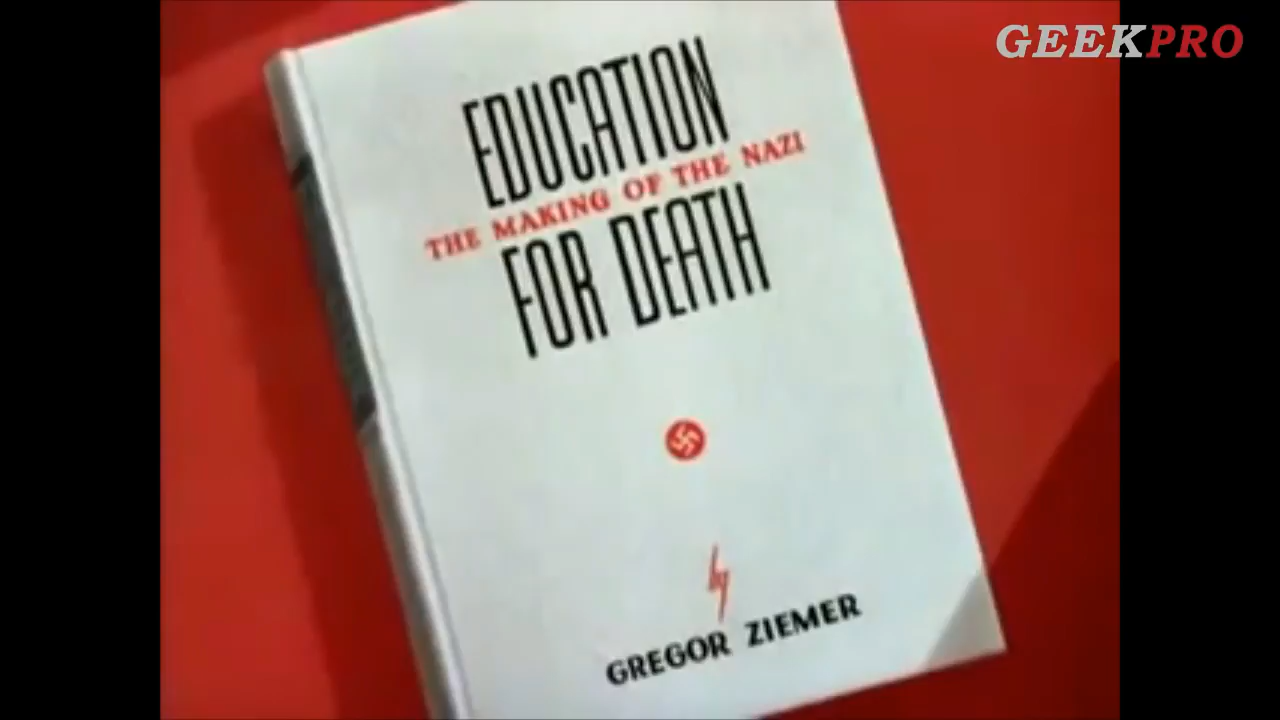 GEEKPRO
EDUCATION
THE MAKING OF THE NAZI
FOR DEATH
by
GREGOR ZIEMER